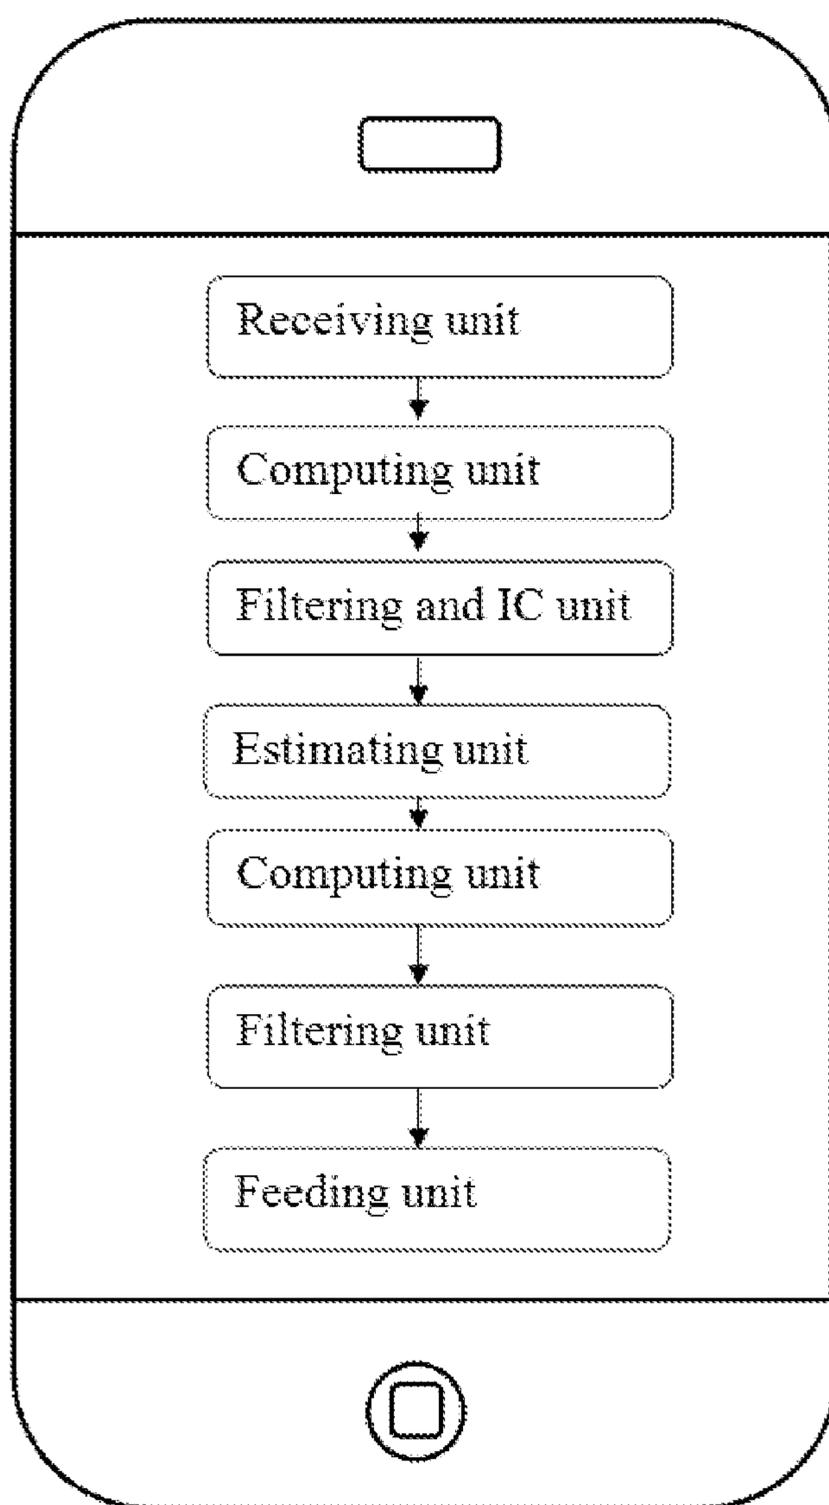 Receiving unit
Computing unit
Filtering and IC unit
Estimating unit
Computing unit
Filtering unit
Feeding unit